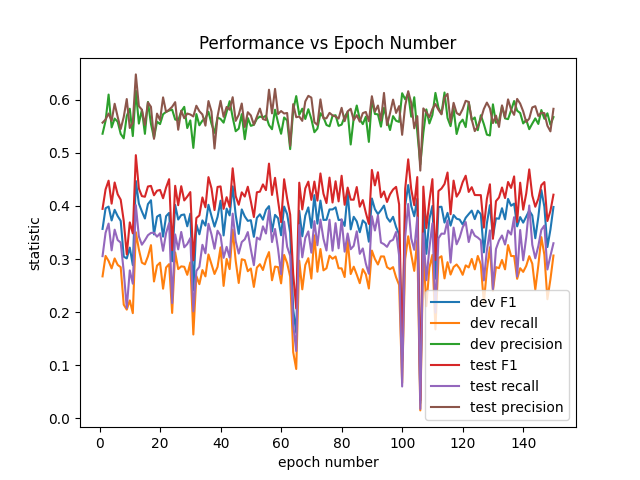 Performance vs Epoch Number
statistic
0.6
0.5
0.4
0.3
0.2
0.1
0.0
0
20
40
60
80
100
120
140
epoch number
dev F1
dev recall
dev precision
test F1
test recall
test precision